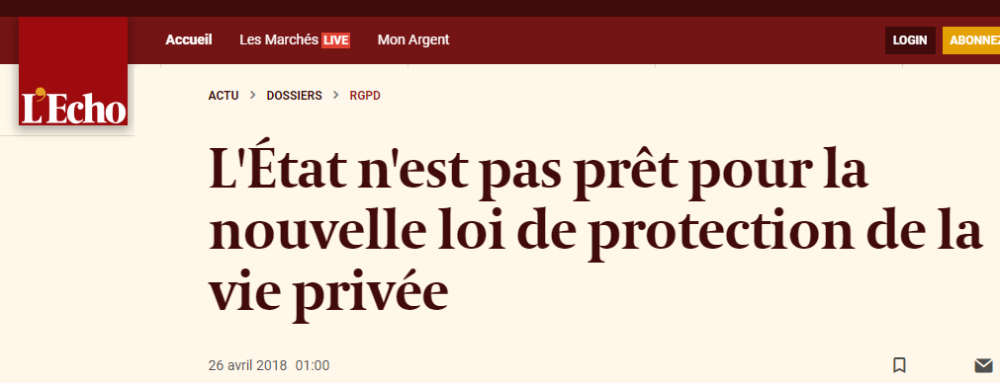 Accueil Les Marchés LIVE Mon Argent LOGIN ABONNEZ
L'Echo
ACTU > DOSSIERS > RGPD
L'État n'est pas prêt pour la
nouvelle loi de protection de la
vie privée
26 avril 2018 01:00